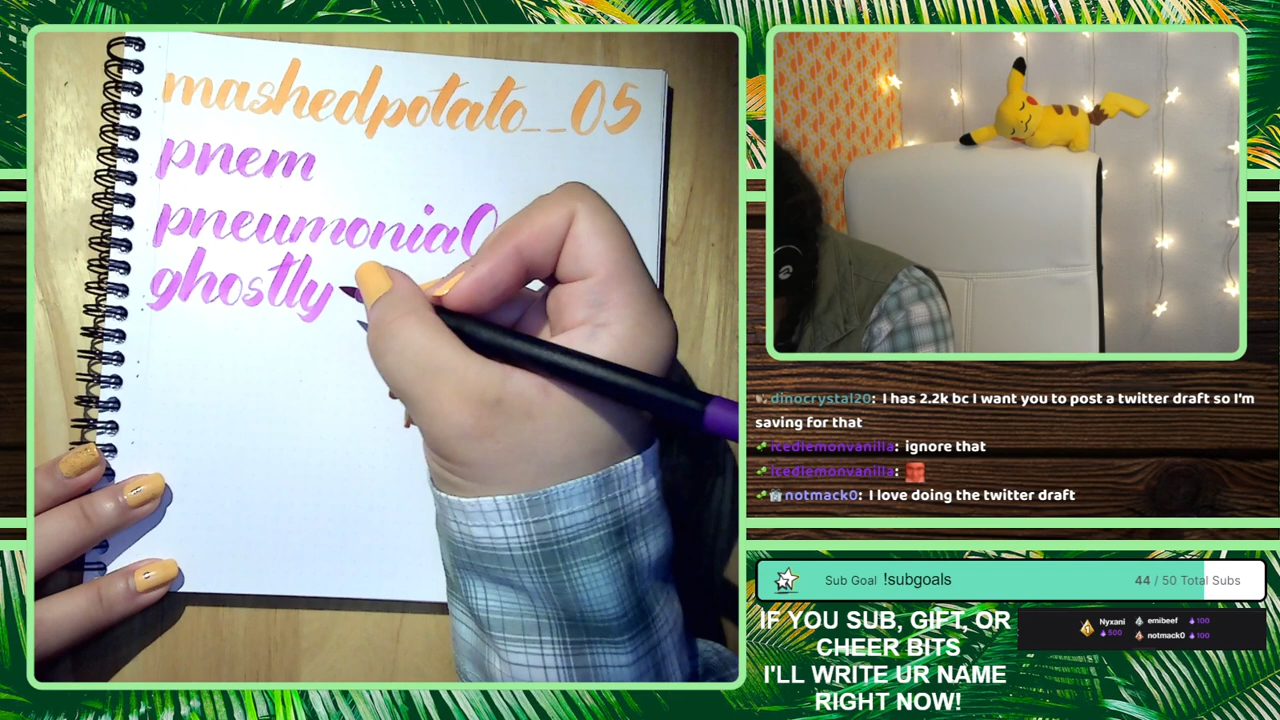 mashedpotato__05
pnem
pneumonia0
ghostly
dinocrystal20: I has 2.2k bc I want you to post a twitter draft so I'm
saving for that
icedlemonvanilla: ignore that
icedlemonvanilla:
notmack0: I love doing the twitter draft
Sub Goal !subgoals 44 / 50 Total Subs
IF YOU SUB, GIFT, OR
CHEER BITS
I'LL WRITE UR NAME
RIGHT NOW!
1 Nyxani 500
emibeef 100
notmack0 100